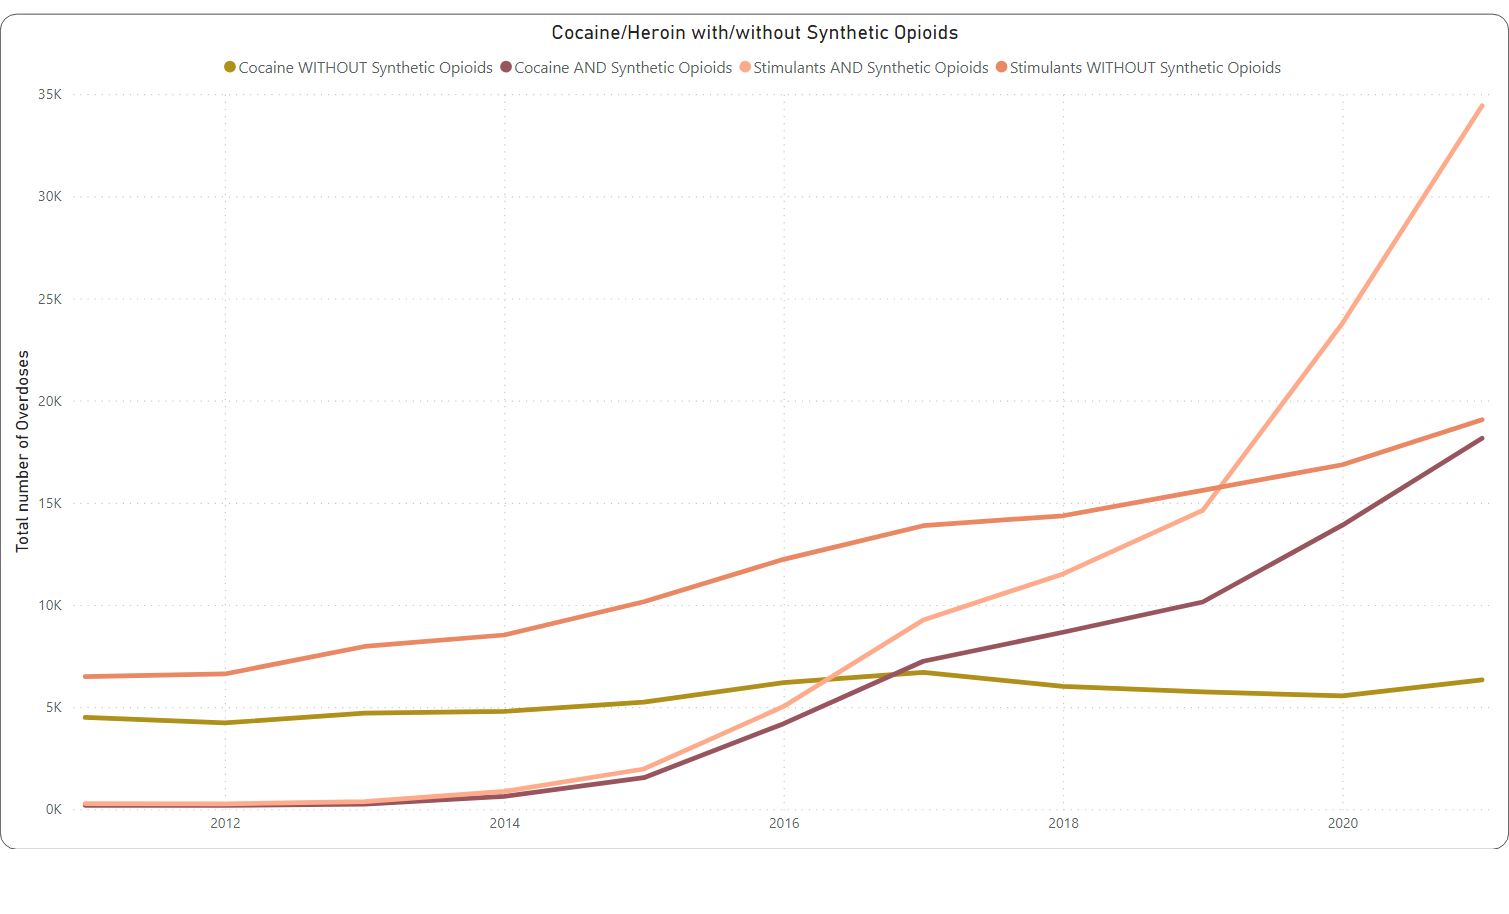 Cocaine/Heroin with/without Synthetic Opioids
Cocaine WITHOUT Synthetic Opioids Cocaine AND Synthetic Opioids Stimulants AND Synthetic Opioids Stimulants WITHOUT Synthetic Opioids
Total number of Overdoses
35K
30K
25K
20K
15K
10K
5K
0K
2012 2014 2016 2018 2020